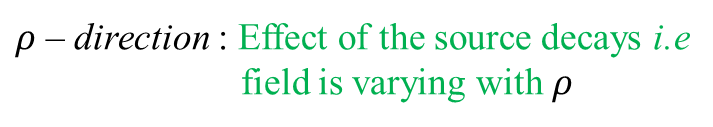 ρ – direction : Effect of the source decays i.e
field is varying with ρ